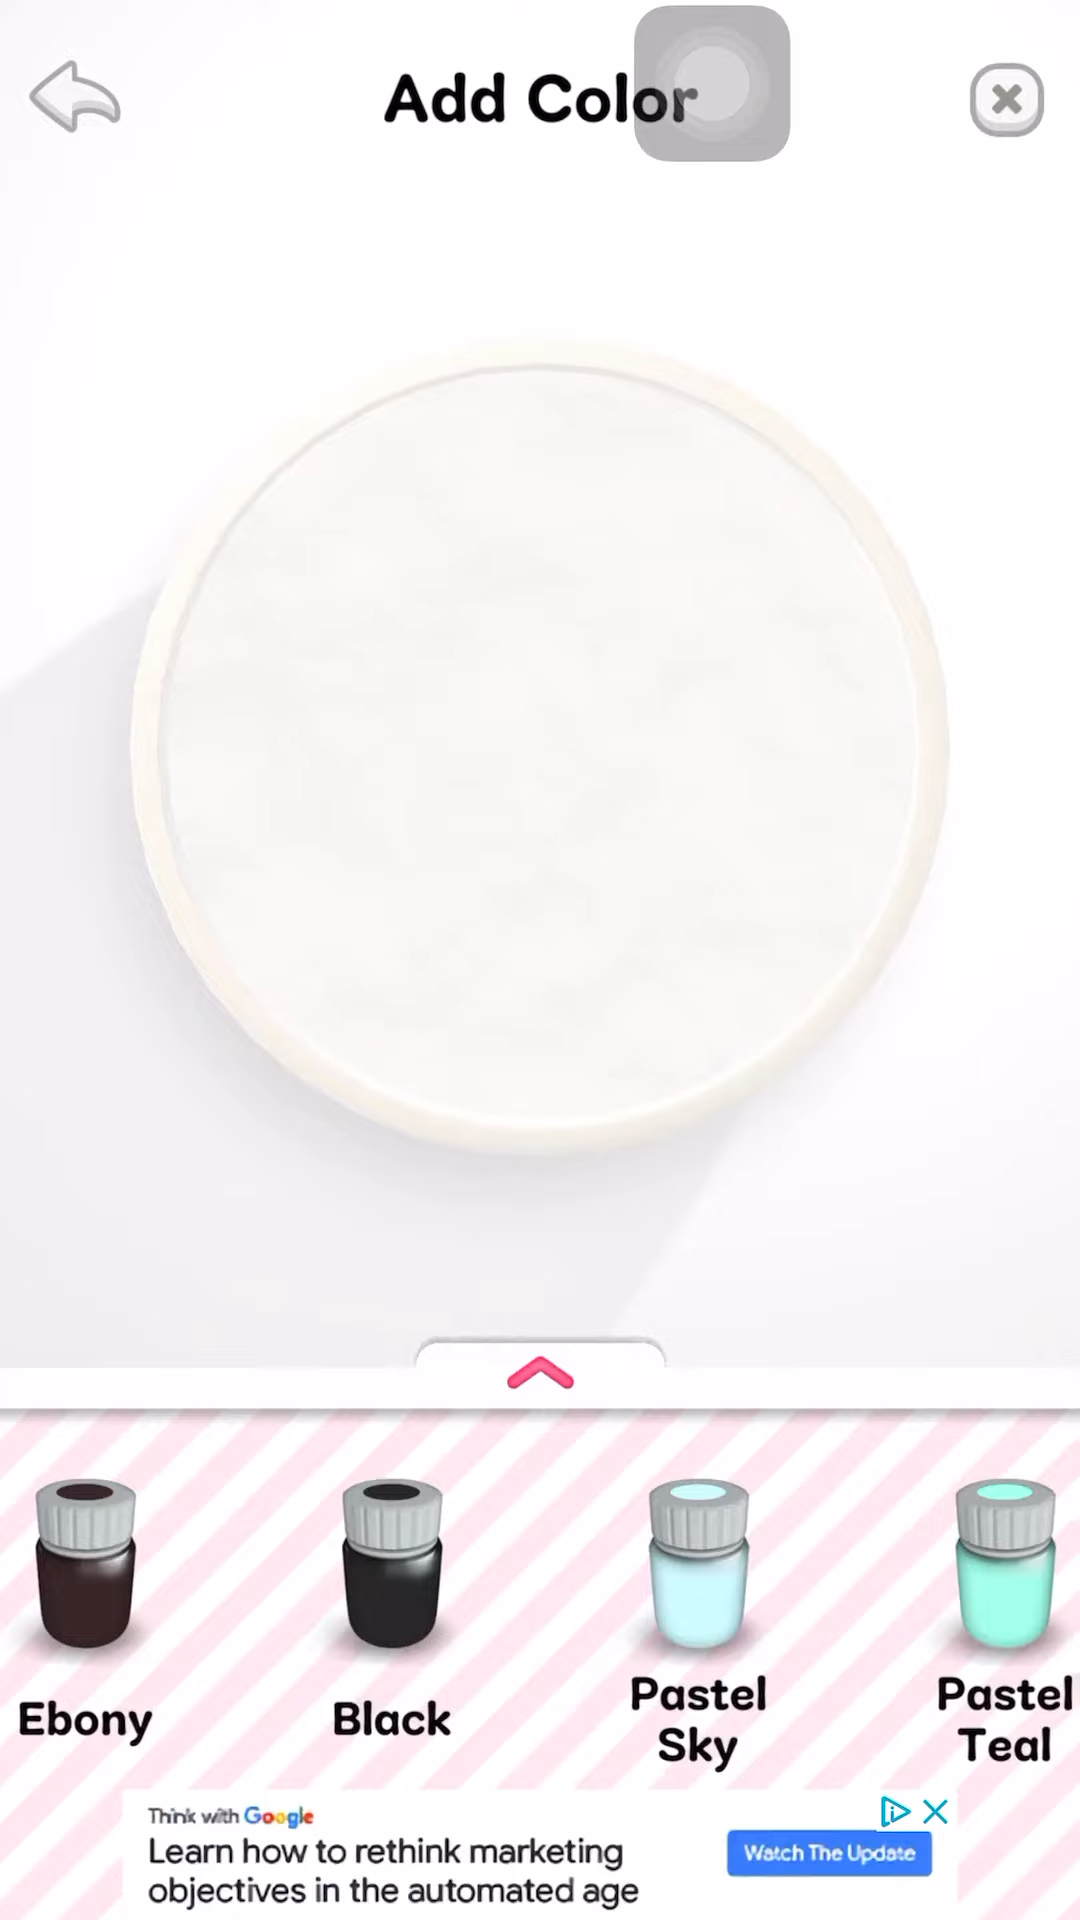 Add Color
Ebony
Black
Pastel
Sky
Pastel
Teal
Think with Google
Learn how to rethink marketing
objectives in the automated age
Watch The Update